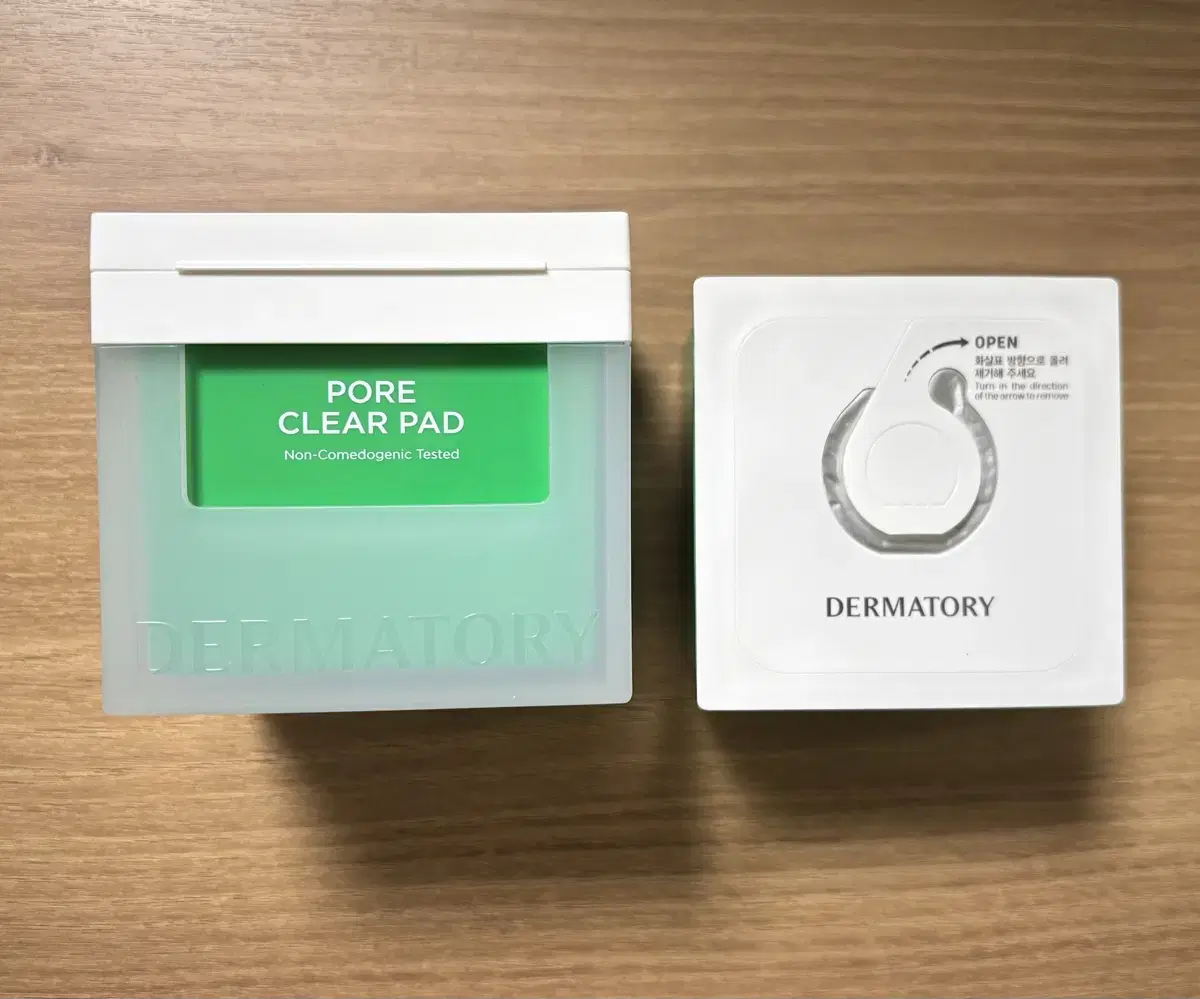 PORE
CLEAR PAD
Non-Comedogenic Tested
DERMATORY
OPEN
화살표 방향으로 돌려
제거해 주세요
Turn in the direction
of the arrow to remove
DERMATORY